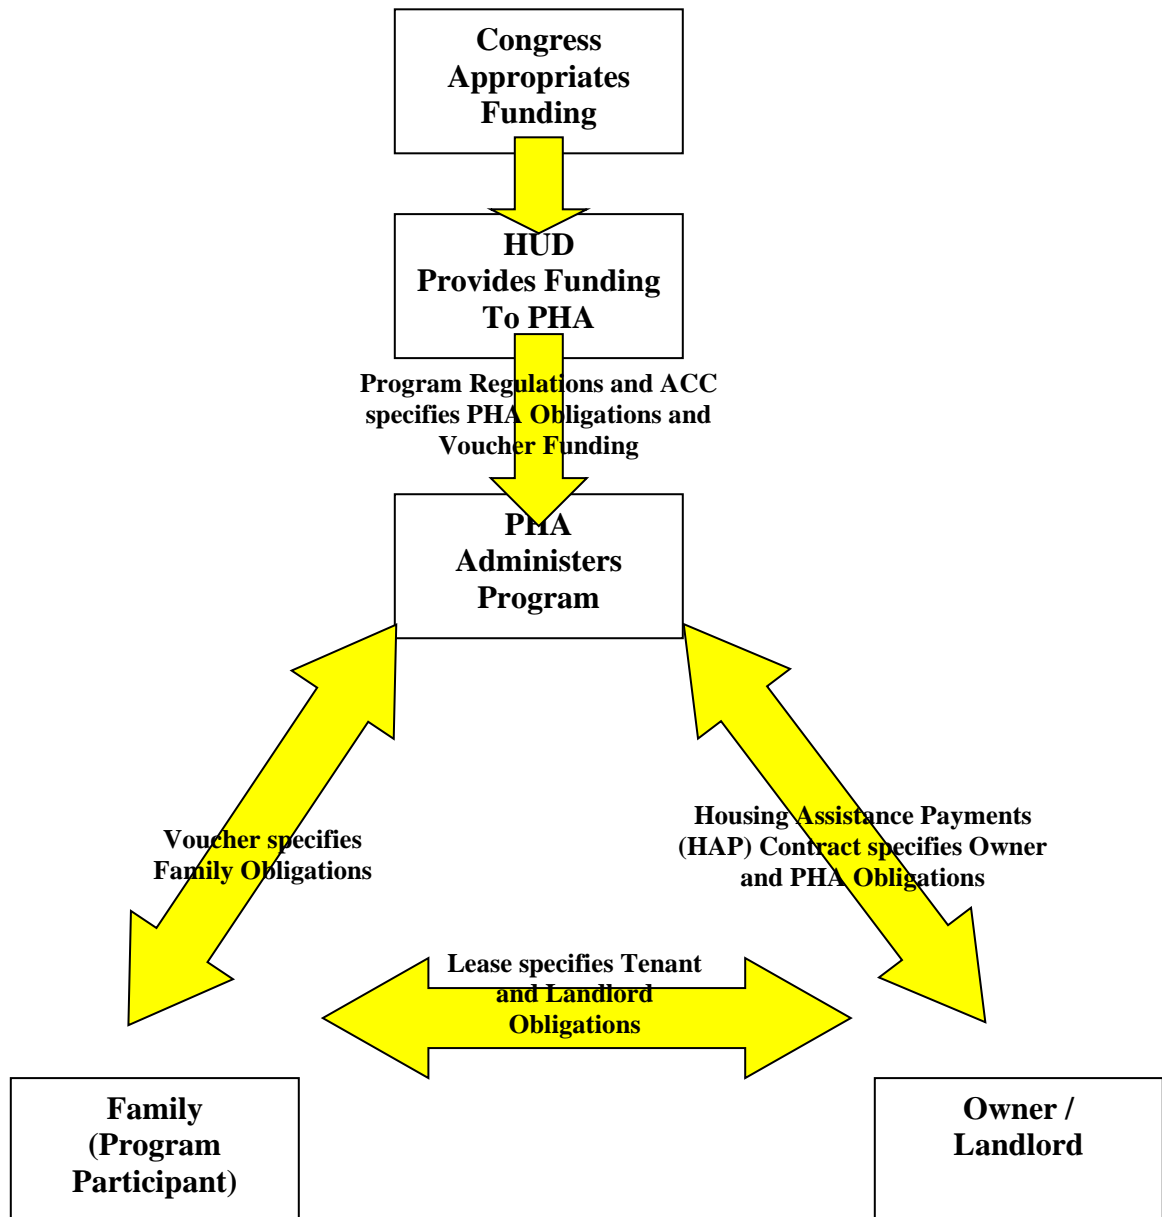 Congress
Appropriates
Funding
HUD
Provides Funding
To PHA
Program Regulations and ACC
specifies PHA Obligations and
Voucher Funding
PHA
Administers
Program
Voucher specifies
Family Obligations
Housing Assistance Payments
(HAP) Contract specifies Owner
and PHA Obligations
Lease specifies Tenant
and Landlord
Obligations
Family
(Program
Participant)
Owner /
Landlord